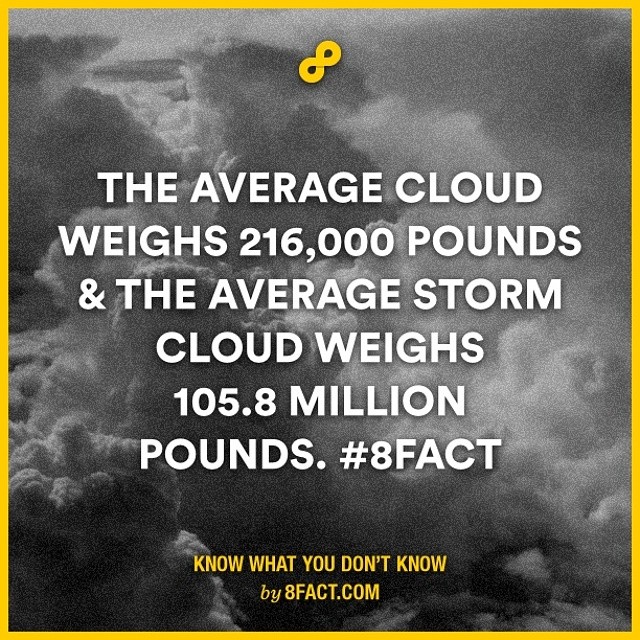 THE AVERAGE CLOUD
WEIGHS 216,000 POUNDS
& THE AVERAGE STORM
CLOUD WEIGHS
105.8 MILLION
POUNDS. #8FACT
KNOW WHAT YOU DON'T KNOW
by 8FACT.COM